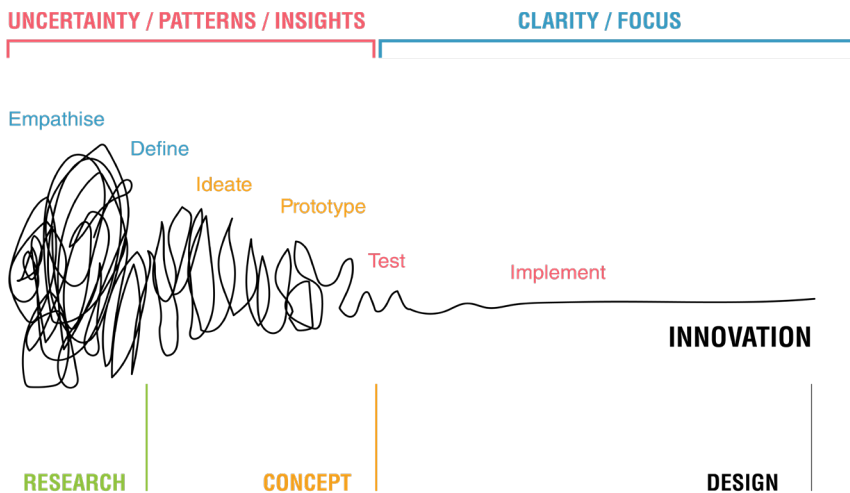 UNCERTAINTY / PATTERNS / INSIGHTS
CLARITY / FOCUS
Empathise
Define
Ideate
Prototype
Test
Implement
INNOVATION
RESEARCH
CONCEPT
DESIGN